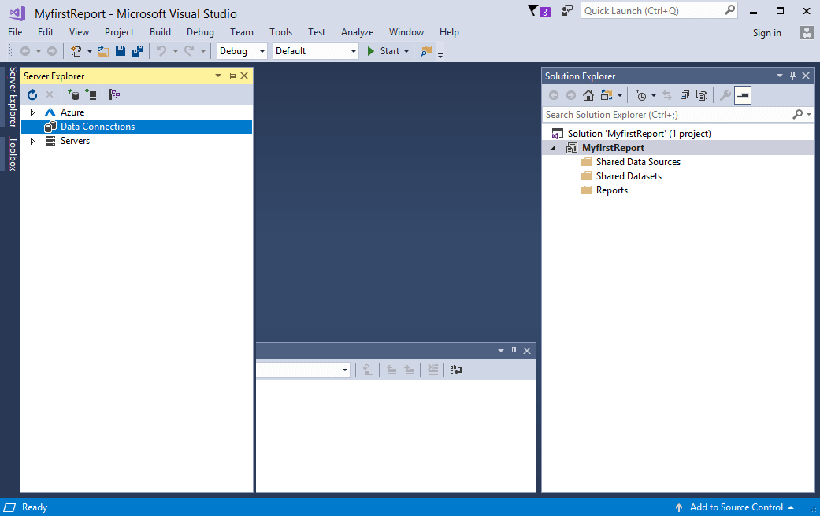 MyfirstReport - Microsoft Visual Studio
3
Quick Launch (Ctrl+Q)
File Edit View Project Build Debug Team Tools Test Analyze Window Help
Sign in
Debug Default Start
Server Explorer
Toolbox
Server Explorer
Azure
Data Connections
Servers
Solution Explorer
Search Solution Explorer (Ctrl+;)
Solution 'MyfirstReport' (1 project)
MyfirstReport
Shared Data Sources
Shared Datasets
Reports
Ready
Add to Source Control